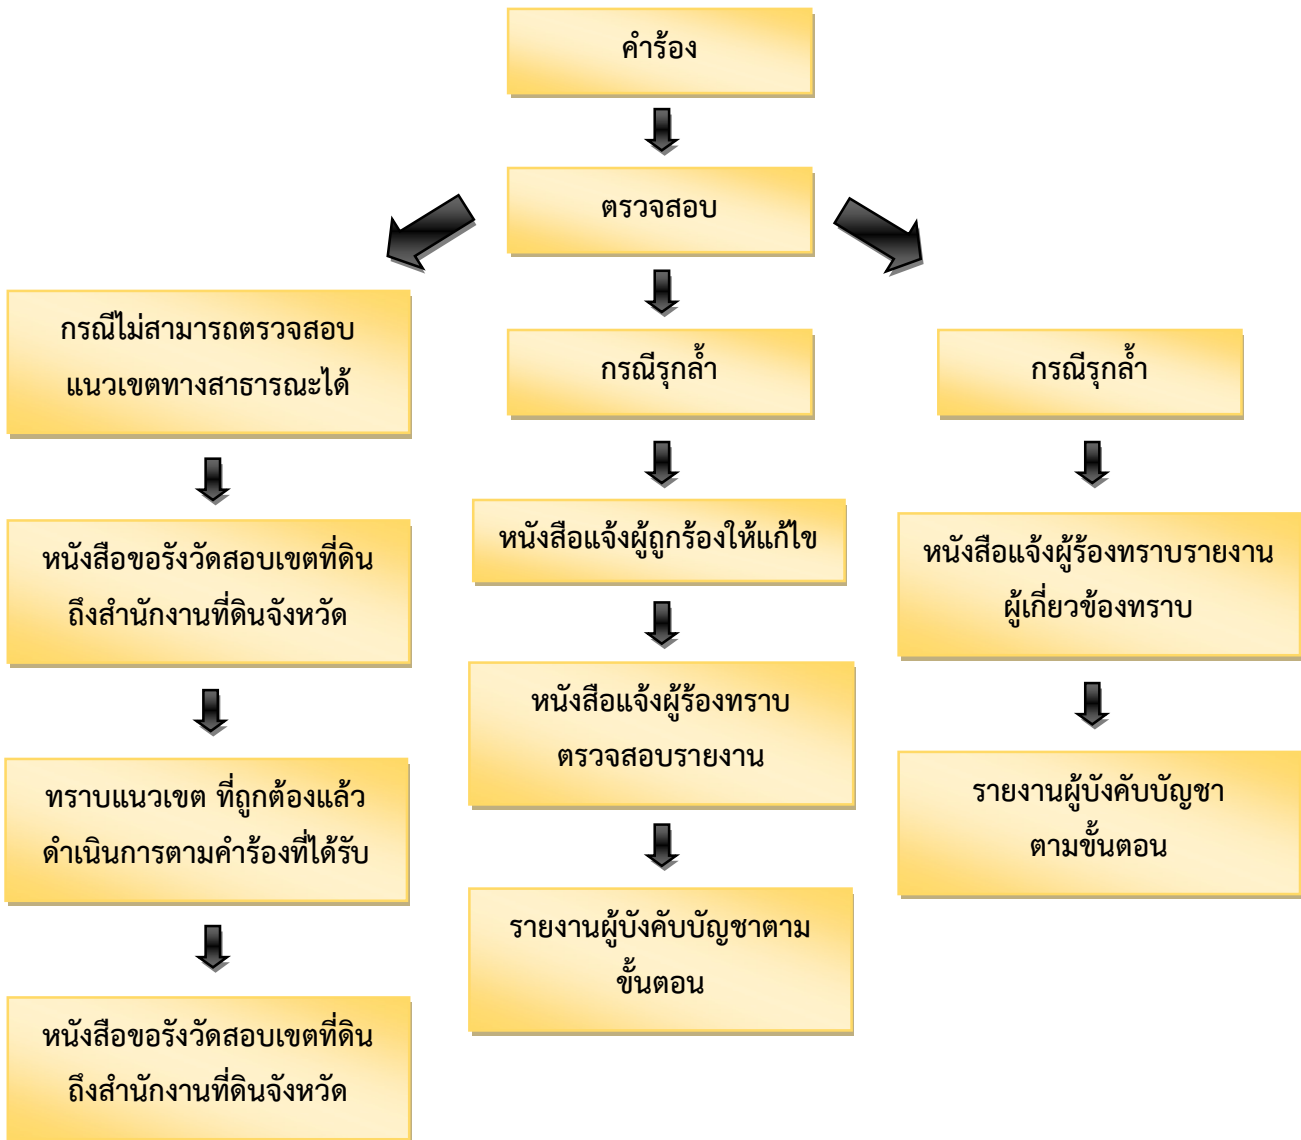 คำร้อง
ตรวจสอบ
กรณีไม่สามารถตรวจสอบ
แนวเขตทางสาธารณะได้
หนังสือขอรังวัดสอบเขตที่ดิน
ถึงสำนักงานที่ดินจังหวัด
ทราบแนวเขต ที่ถูกต้องแล้ว
ดำเนินการตามคำร้องที่ได้รับ
หนังสือขอรังวัดสอบเขตที่ดิน
ถึงสำนักงานที่ดินจังหวัด
กรณีรุกล้ำ
หนังสือแจ้งผู้ถูกร้องให้แก้ไข
หนังสือแจ้งผู้ร้องทราบ
ตรวจสอบรายงาน
รายงานผู้บังคับบัญชาตาม
ขั้นตอน
กรณีรุกล้ำ
หนังสือแจ้งผู้ร้องทราบรายงาน
ผู้เกี่ยวข้องทราบ
รายงานผู้บังคับบัญชา
ตามขั้นตอน